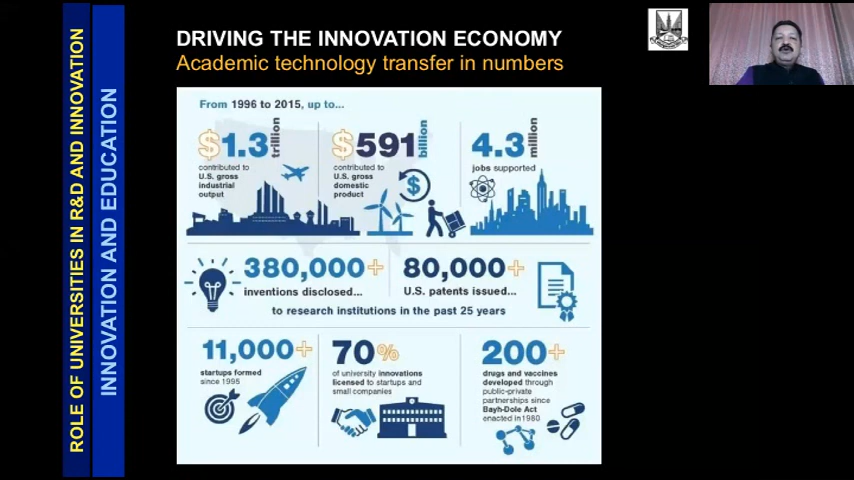 ROLE OF UNIVERSITIES IN R&D AND INNOVATION
INNOVATION AND EDUCATION
DRIVING THE INNOVATION ECONOMY
Academic technology transfer in numbers
From 1996 to 2015, up to...
$1.3 trillion
contributed to
U.S. gross
industrial
output
$591 billion
contributed to
U.S. gross
domestic
product
4.3 million
jobs supported
380,000+
inventions disclosed...
80,000+
U.S. patents issued...
to research institutions in the past 25 years
11,000+
startups formed
since 1995
70%
of university innovations
licensed to startups and
small companies
200+
drugs and vaccines
developed through
public-private
partnerships since
Bayh-Dole Act
enacted in 1980